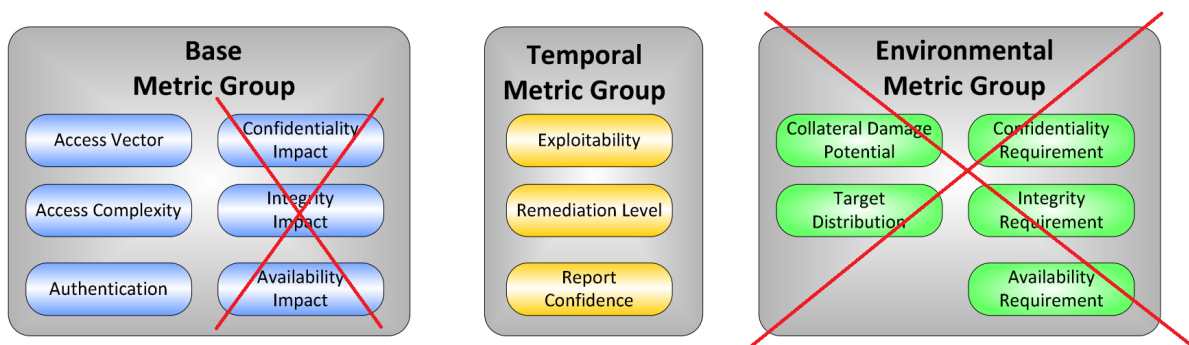 Base
Metric Group
Access Vector
Confidentiality
Impact
Access Complexity
Integrity
Impact
Authentication
Availability
Impact
Temporal
Metric Group
Exploitability
Remediation Level
Report
Confidence
Environmental
Metric Group
Collateral Damage
Potential
Confidentiality
Requirement
Target
Distribution
Integrity
Requirement
Availability
Requirement